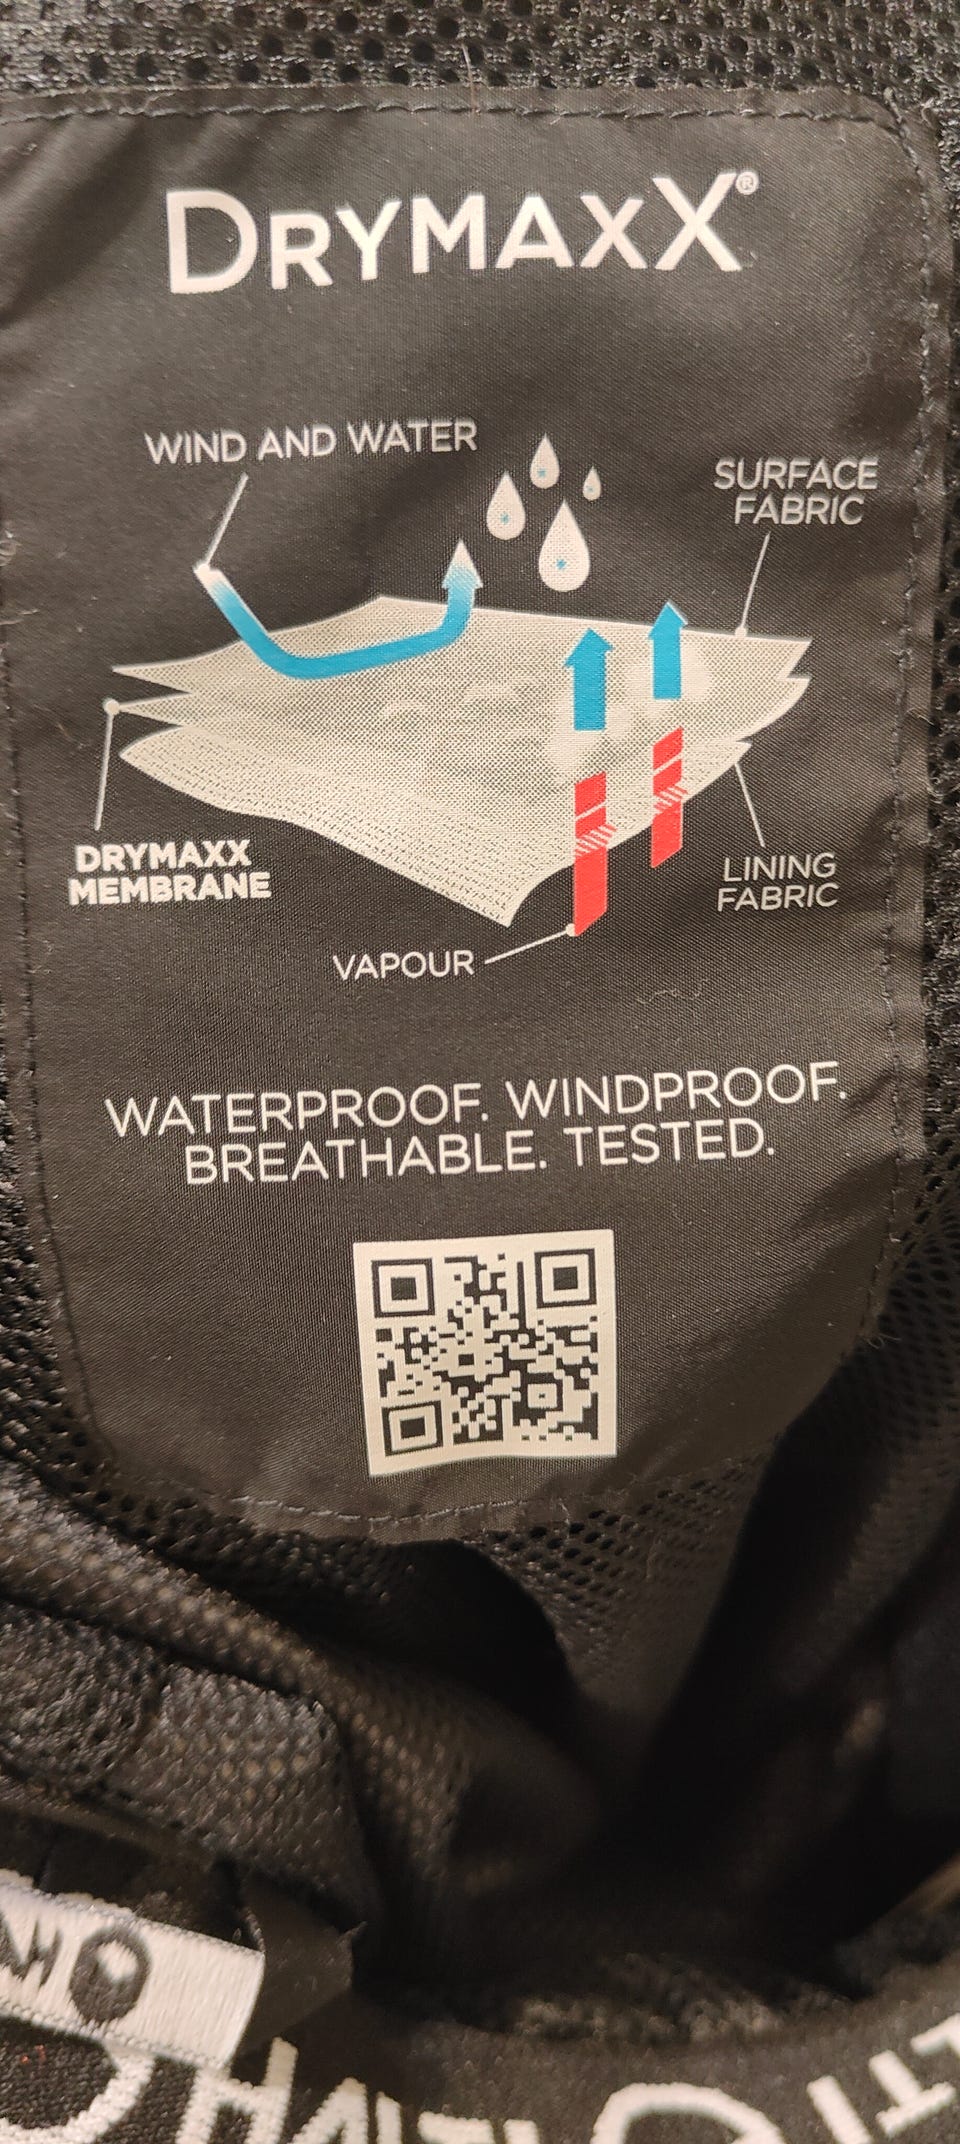 DRYMAXX®
WIND AND WATER
SURFACE
FABRIC
DRYMAXX
MEMBRANE
LINING
FABRIC
VAPOUR
WATERPROOF. WINDPROOF.
BREATHABLE. TESTED.